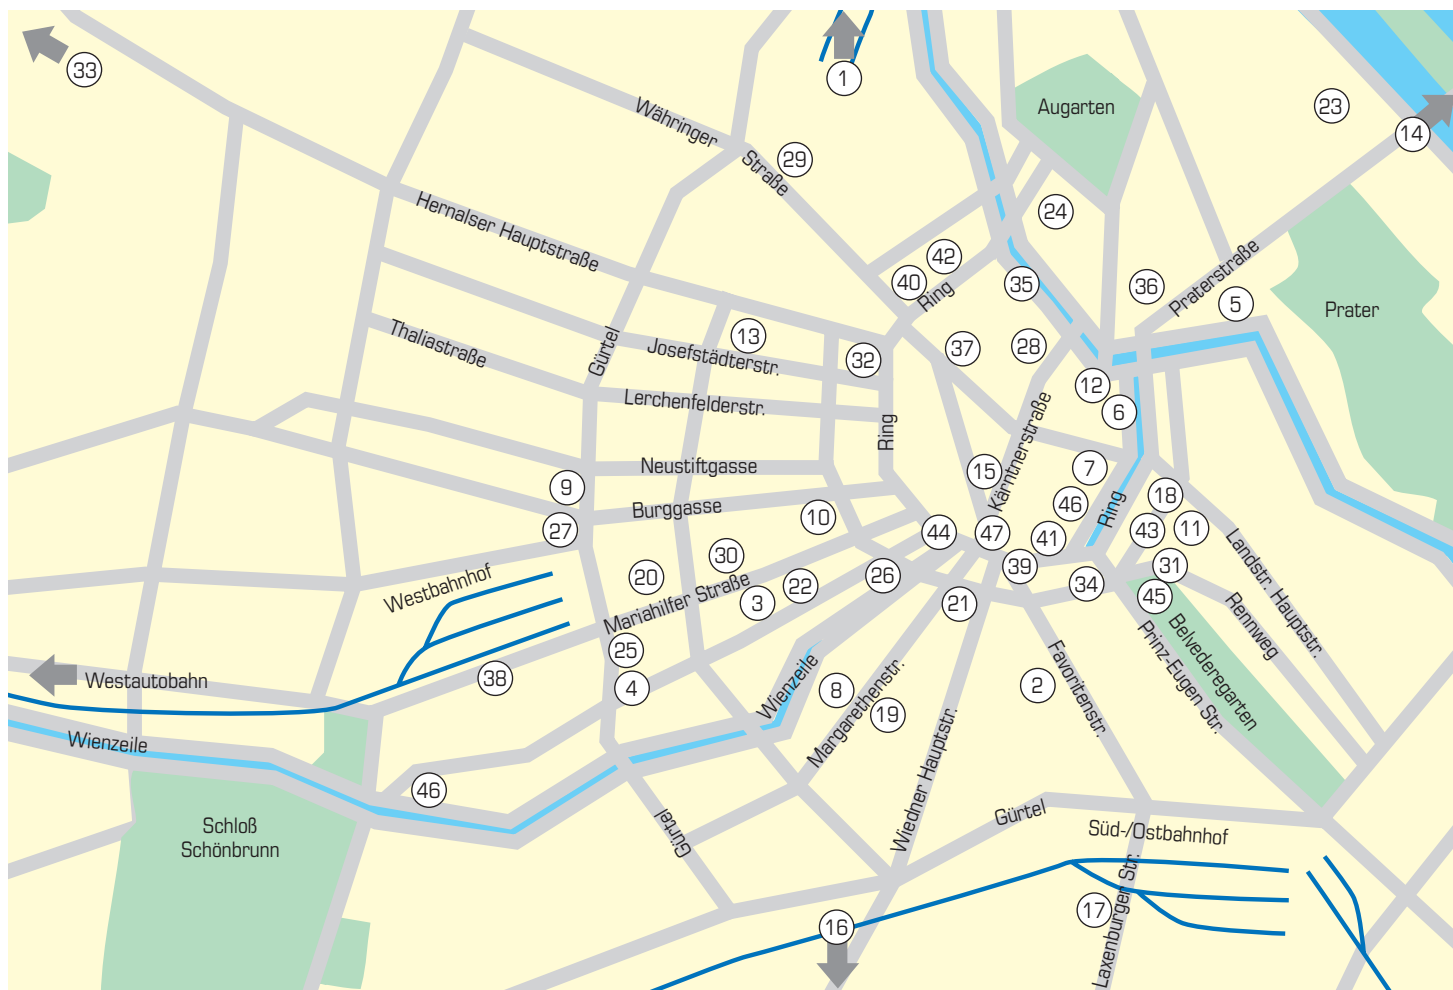 33
1
Augarten
23
14
Währinger
Straße
29
24
Hernalser Hauptstraße
42
40
Ring
35
36
Praterstraße
5
Prater
Thaliastraße
Gürtel
13
Josefstädterstr.
32
37
28
12
6
Lerchenfelderstr.
Ring
Kärntnerstraße
Neustiftgasse
15
7
9
Burggasse
10
46
Ring
18
27
44
47
41
43
11
Landstr. Hauptstr.
Westbahnhof
20
30
Mariahilfer Straße
3
22
26
21
39
34
31
45
Rennweg
Belvederegarten
Prinz-Eugen Str.
25
4
38
Westautobahn
Wienzeile
Wienzeile
8
19
Margarethenstr.
2
Favoritenstr.
Wiedner Hauptstr.
46
Schloß
Schönbrunn
Gürtel
Gürtel
Süd-/Ostbahnhof
17
Laxenburger Str.
16